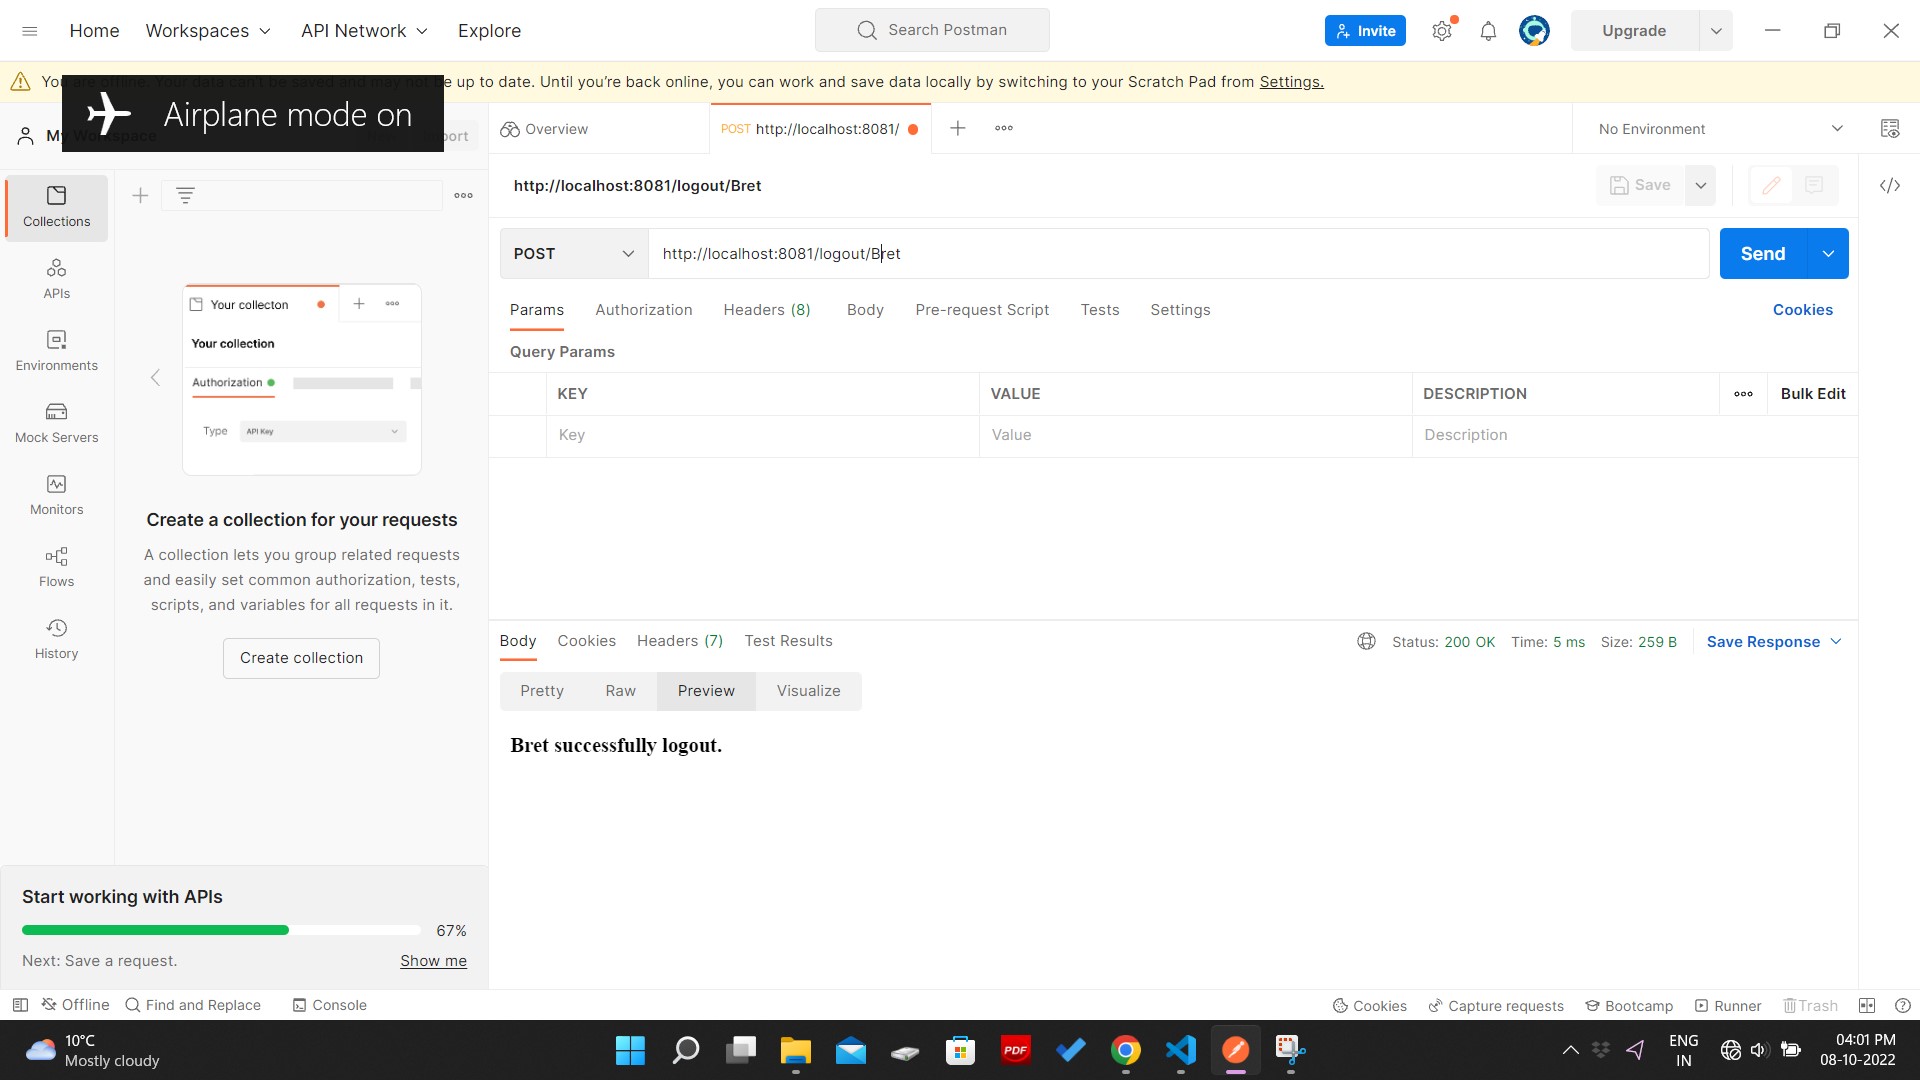 Home
Workspaces
API Network
Explore
Search Postman
Invite
Upgrade
be up to date. Until you're back online, you can work and save data locally by switching to your Scratch Pad from Settings.
Airplane mode on
Overview
POST http://localhost:8081/
No Environment
http://localhost:8081/logout/Bret
Save
POST
http://localhost:8081/logout/Bret
Send
Params
Authorization
Headers (8)
Body
Pre-request Script
Tests
Settings
Cookies
Query Params
KEY
VALUE
DESCRIPTION
Bulk Edit
Key
Value
Description
Collections
APIs
Environments
Mock Servers
Monitors
Flows
History
Your collecton
Your collection
Authorization
Type
API Key
Create a collection for your requests
A collection lets you group related requests
and easily set common authorization, tests,
scripts, and variables for all requests in it.
Create collection
Body
Cookies
Headers (7)
Test Results
Status: 200 OK
Time: 5 ms
Size: 259 B
Save Response
Pretty
Raw
Preview
Visualize
Bret successfully logout.
Start working with APIs
67%
Next: Save a request.
Show me
Offline
Find and Replace
Console
Cookies
Capture requests
Bootcamp
Runner
Trash
10°C
Mostly cloudy
PDF
ENG
IN
04:01 PM
08-10-2022